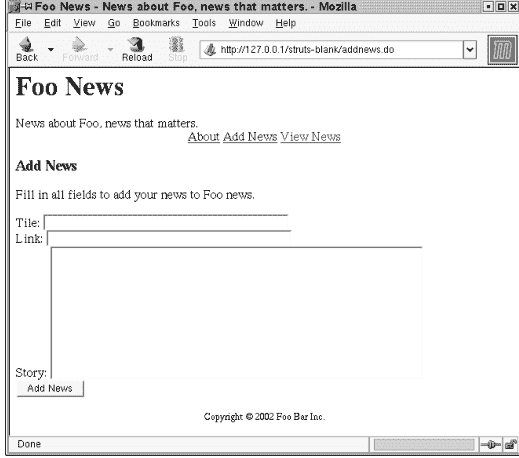 Foo News - News about Foo, news that matters. - Mozilla
File Edit View Go Bookmarks Tools Window Help
Back Forward Reload Stop http://127.0.0.1/struts-blank/addnews.do
Foo News
News about Foo, news that matters.
About Add News View News
Add News
Fill in all fields to add your news to Foo news.
Tile:
Link:
Story:
Add News
Copyright © 2002 Foo Bar Inc.
Done